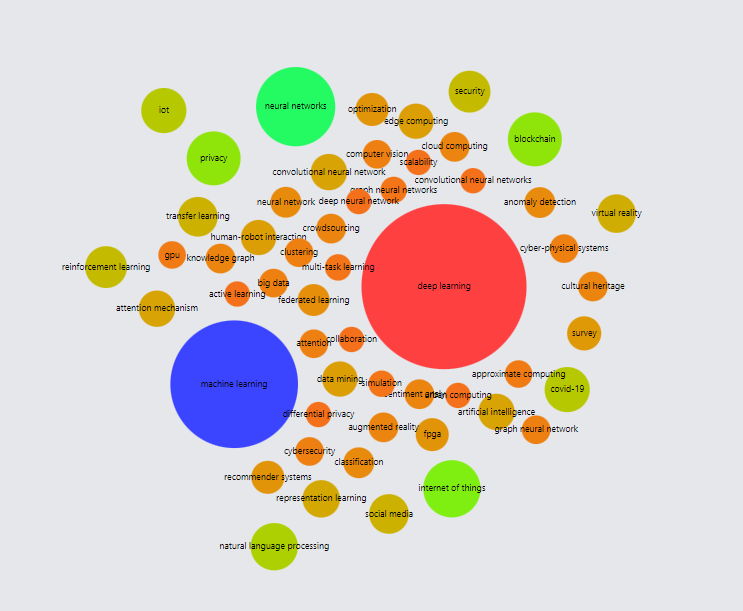 security
optimization
neural networks
iot
edge computing
blockchain
cloud computing
computer vision
privacy
scalability
convolutional neural network
convolutional neural networks
graph neural networks
neural network
deep neural network
anomaly detection
virtual reality
transfer learning
crowdsourcing
human-robot interaction
cyber-physical systems
clustering
gpu
knowledge graph
reinforcement learning
multi-task learning
big data
deep learning
cultural heritage
active learning
federated learning
attention mechanism
survey
collaboration
attention
approximate computing
data mining
simulation
machine learning
covid-19
sentiment analysis
urban computing
artificial intelligence
differential privacy
augmented reality
graph neural network
fpga
cybersecurity
classification
recommender systems
internet of things
representation learning
social media
natural language processing